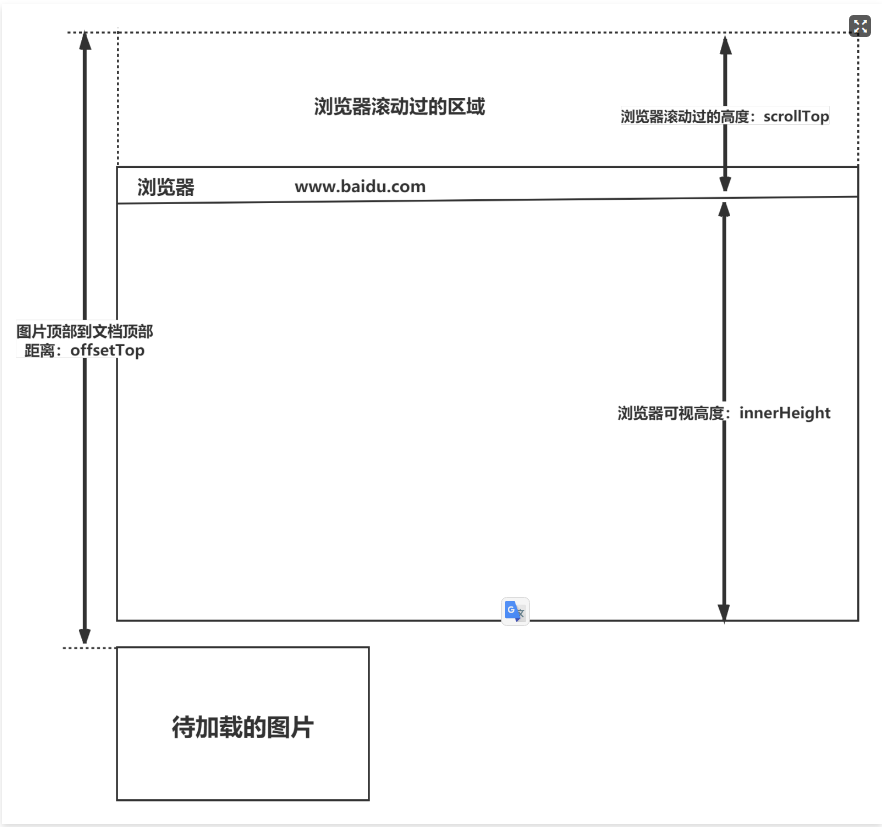 浏览器滚动过的区域
浏览器滚动过的高度：scrollTop
浏览器 www.baidu.com
图片顶部到文档顶部
距离：offsetTop
浏览器可视高度：innerHeight
G 文
待加载的图片